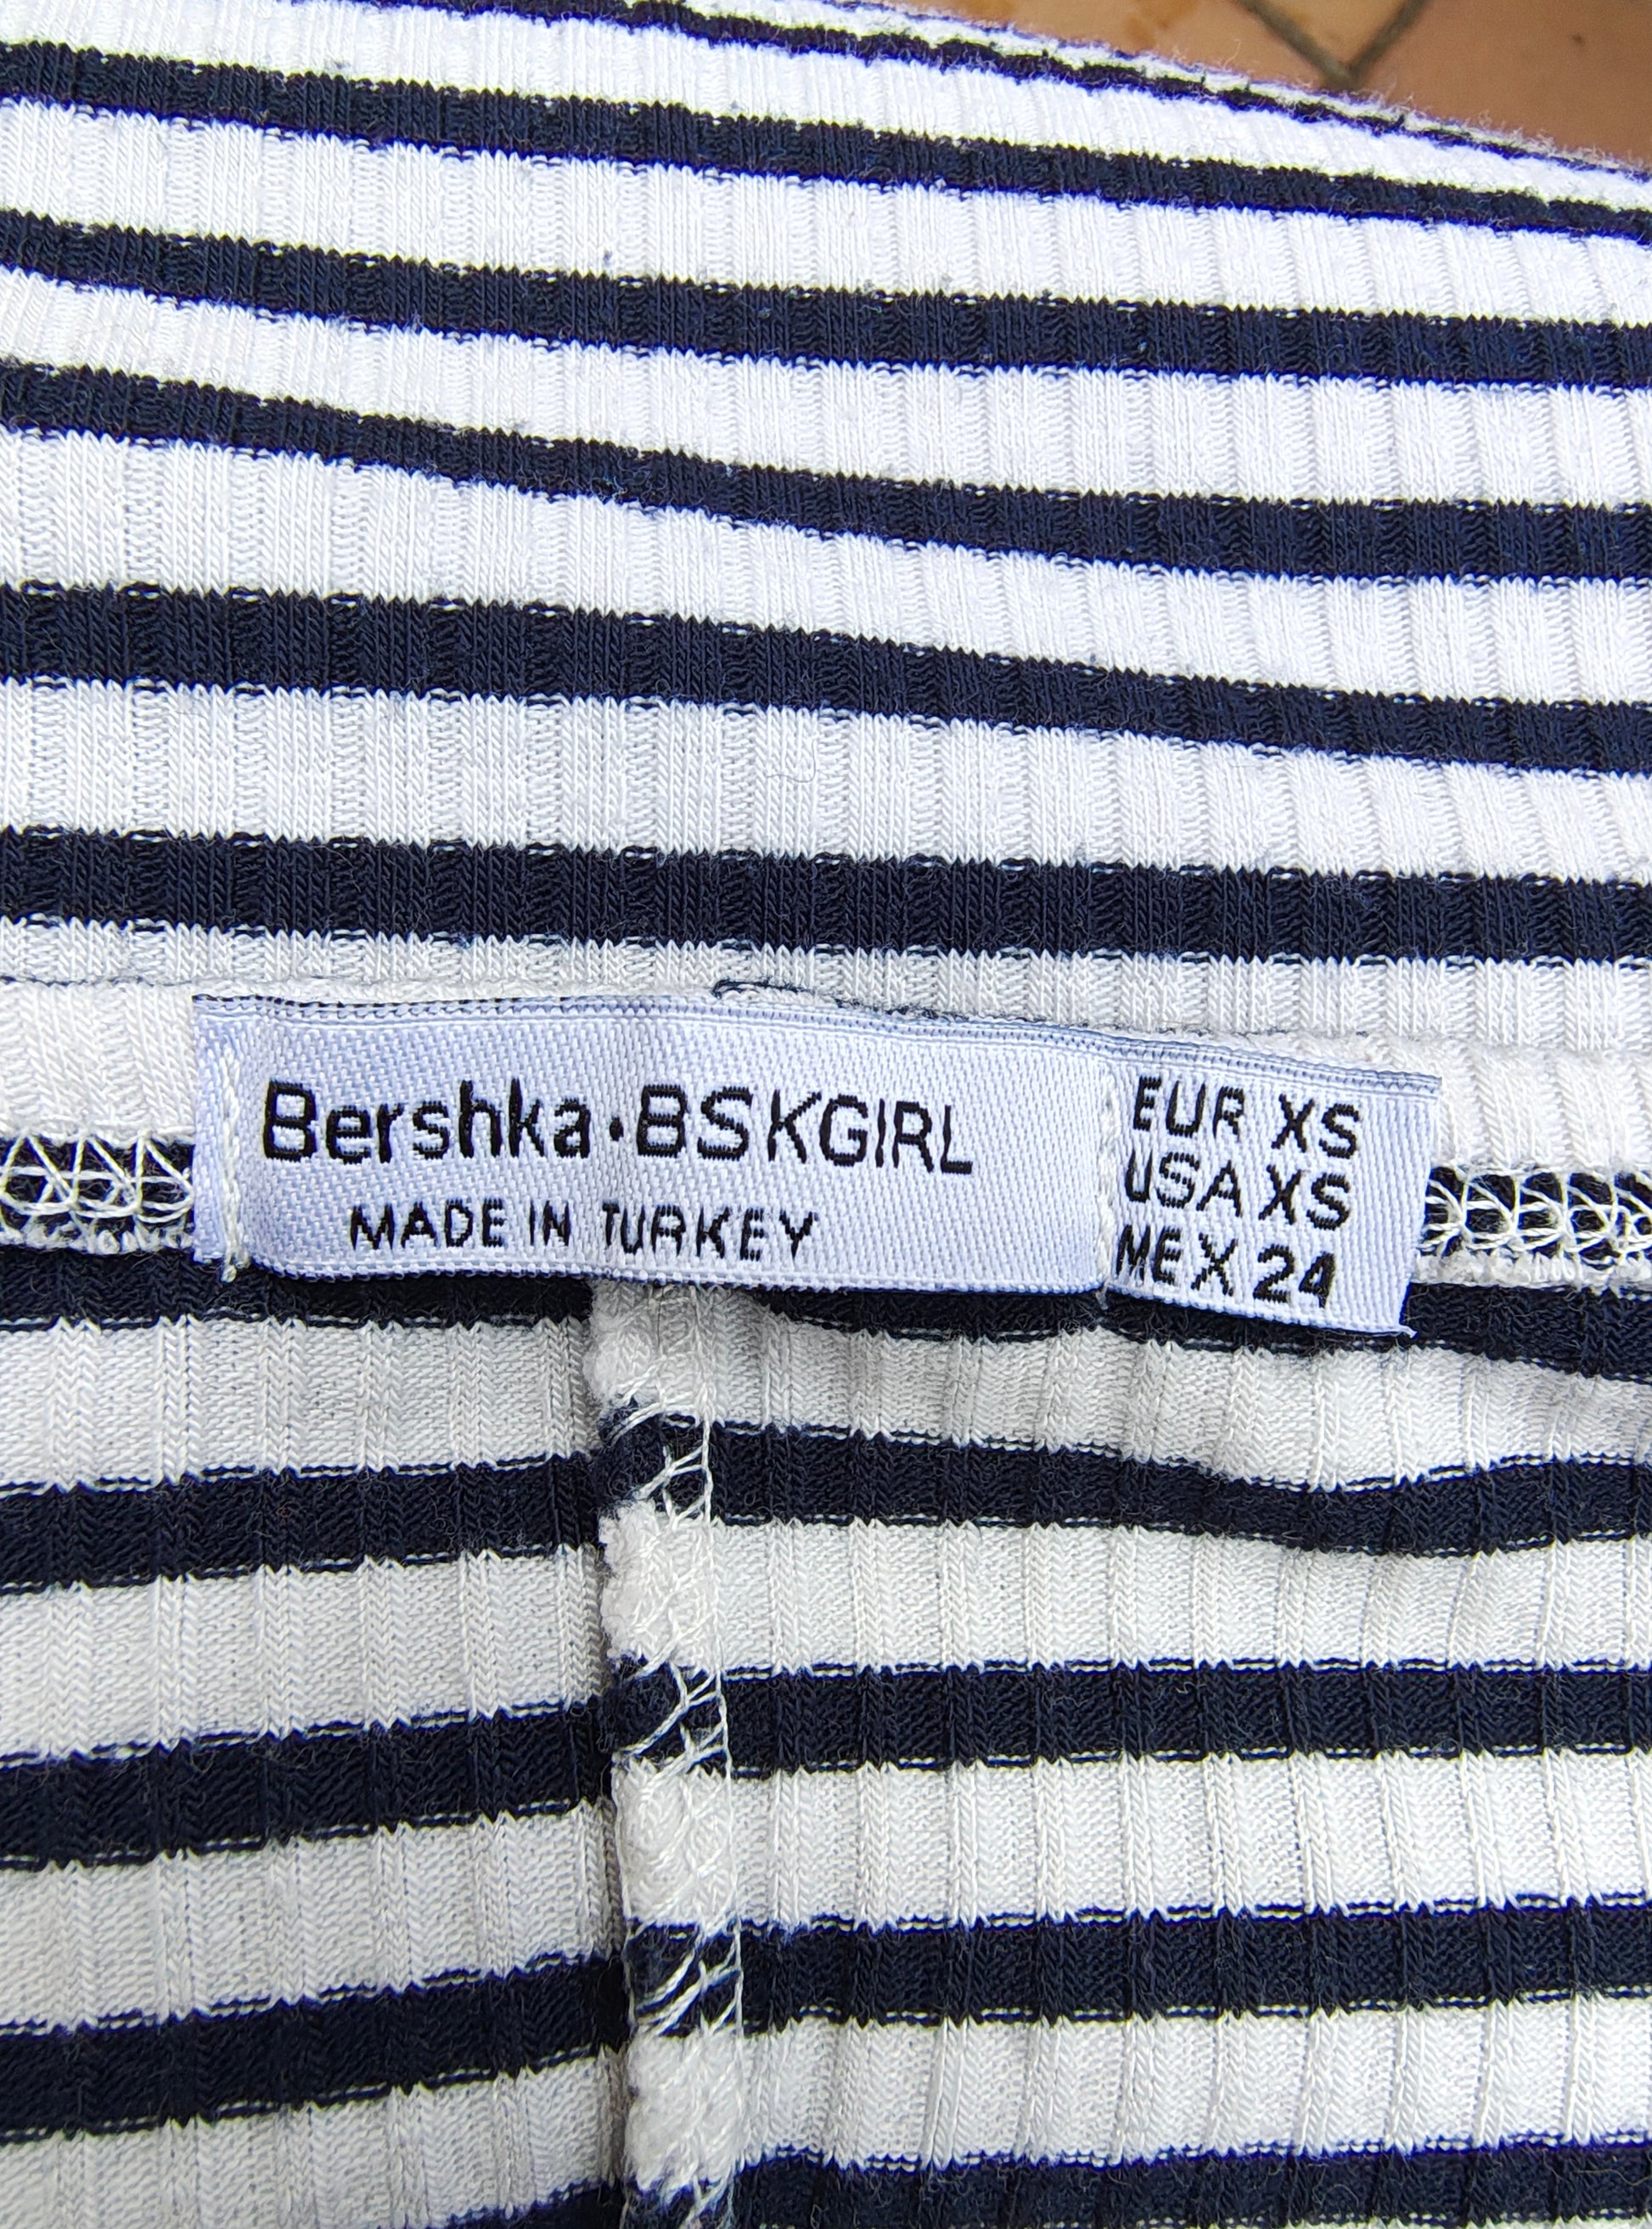 Bershka·BSKGIRL
MADE IN TURKEY
EUR XS
USA XS
MEX 24